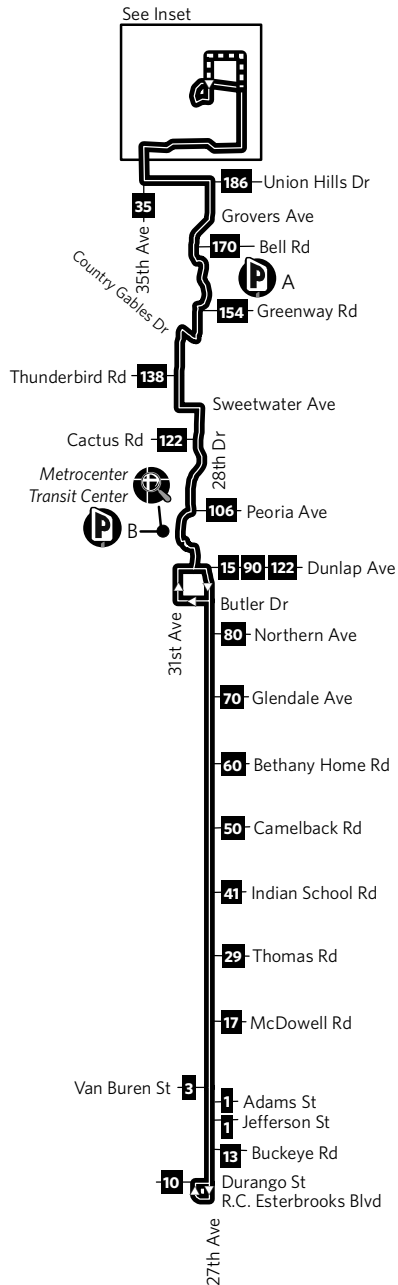 See Inset
186 Union Hills Dr
35
35th Ave
Grovers Ave
170 Bell Rd
P A
Country Gables Dr
154 Greenway Rd
Thunderbird Rd 138
Sweetwater Ave
Cactus Rd 122
28th Dr
Metrocenter
Transit Center
106 Peoria Ave
P B
15 90 122 Dunlap Ave
31st Ave
Butler Dr
80 Northern Ave
70 Glendale Ave
60 Bethany Home Rd
50 Camelback Rd
41 Indian School Rd
29 Thomas Rd
17 McDowell Rd
Van Buren St 3
1 Adams St
1 Jefferson St
13 Buckeye Rd
10 Durango St
R.C. Esterbrooks Blvd
27th Ave